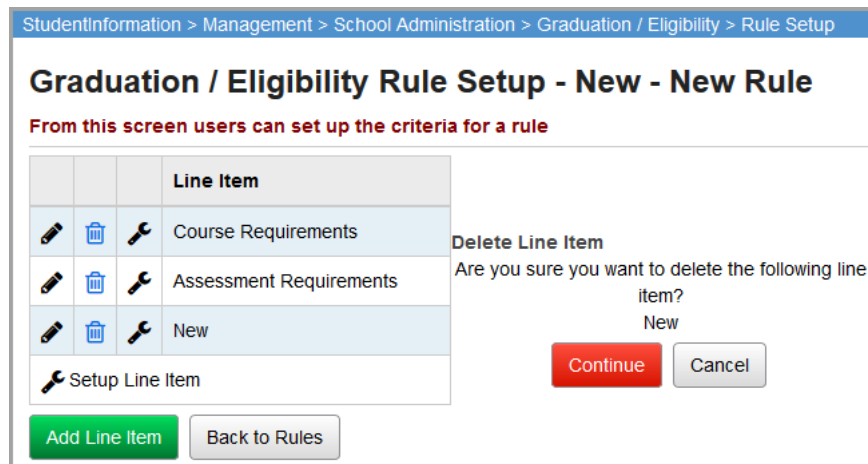 StudentInformation > Management > School Administration > Graduation / Eligibility > Rule Setup
Graduation / Eligibility Rule Setup - New - New Rule
From this screen users can set up the criteria for a rule
Line Item
Course Requirements
Assessment Requirements
New
Setup Line Item
Add Line Item
Back to Rules
Delete Line Item
Are you sure you want to delete the following line
item?
New
Continue
Cancel